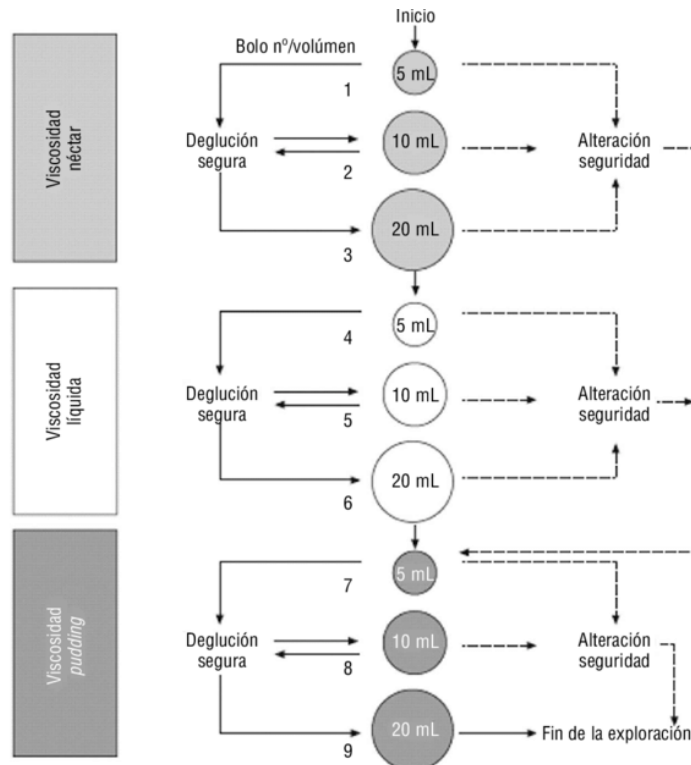 Inicio
Bolo nº/volúmen
5 mL
1
Viscosidad
néctar
Deglución
segura
10 mL
2
Alteración
seguridad
20 mL
3
5 mL
4
Viscosidad
líquida
Deglución
segura
10 mL
5
Alteración
seguridad
20 mL
6
5 mL
7
Viscosidad
pudding
Deglución
segura
10 mL
8
Alteración
seguridad
20 mL
9
Fin de la exploración